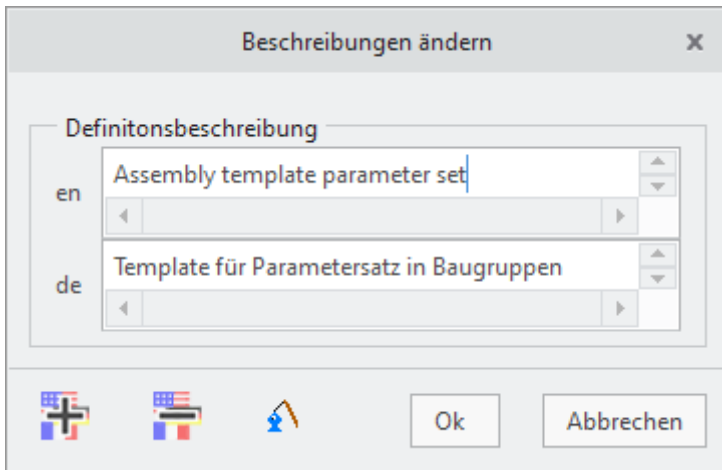 Beschreibungen ändern
Definitonsbeschreibung
en
Assembly template parameter set
de
Template für Parametersatz in Baugruppen
Ok
Abbrechen